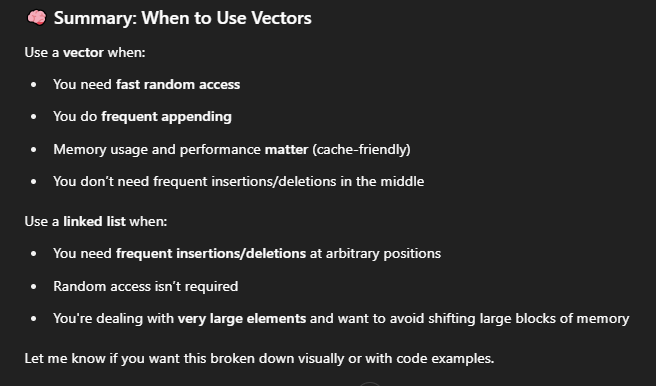 🧠 Summary: When to Use Vectors
Use a vector when:
• You need fast random access
• You do frequent appending
• Memory usage and performance matter (cache-friendly)
• You don't need frequent insertions/deletions in the middle
Use a linked list when:
• You need frequent insertions/deletions at arbitrary positions
• Random access isn't required
• You're dealing with very large elements and want to avoid shifting large blocks of memory
Let me know if you want this broken down visually or with code examples.